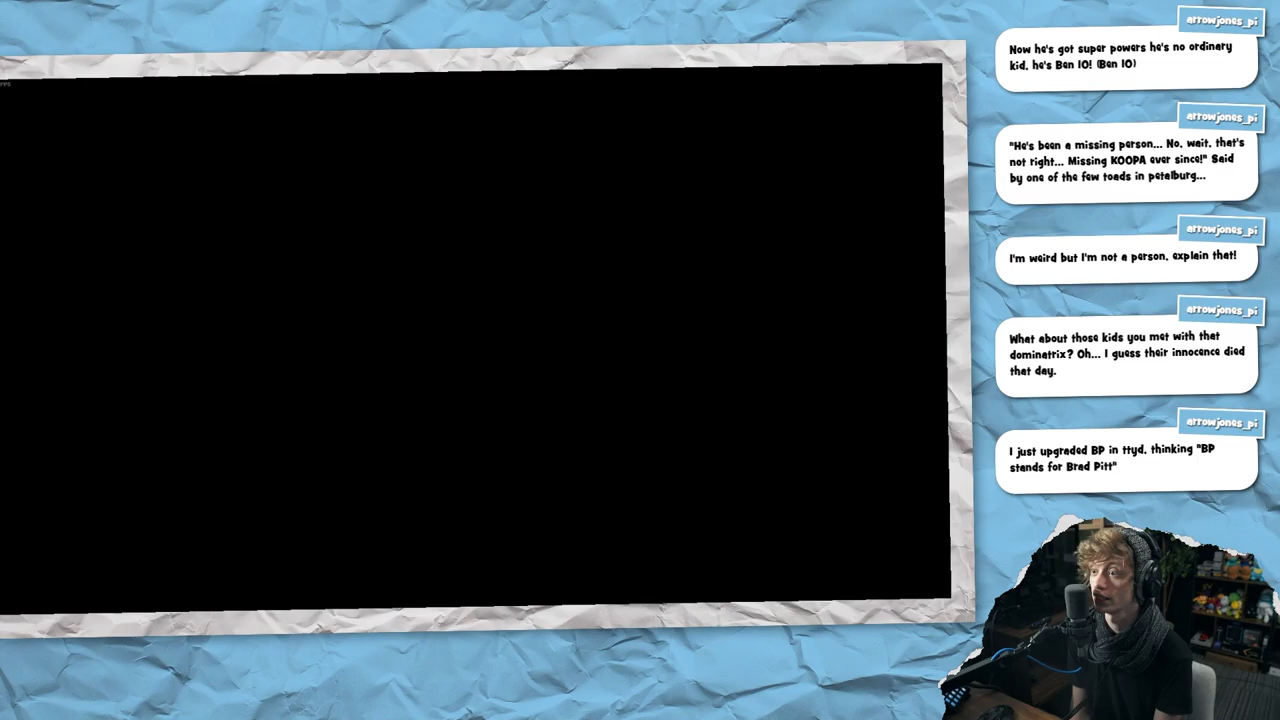 FPS
arrowjones_pi
Now he's got super powers he's no ordinary
kid, he's Ben 10! (Ben 10)
arrowjones_pi
"He's been a missing person... No, wait, that's
not right... Missing KOOPA ever since!" Said
by one of the few toads in petalburg...
arrowjones_pi
I'm weird but I'm not a person, explain that!
arrowjones_pi
What about those kids you met with that
dominatrix? Oh... I guess their innocence died
that day.
arrowjones_pi
I just upgraded BP in ttyd, thinking "BP
stands for Brad Pitt"